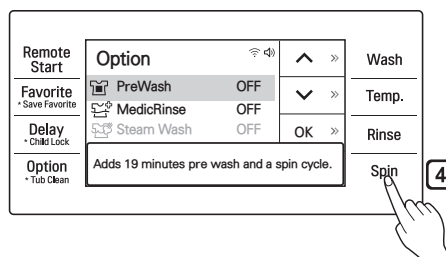 Remote
Start
Favorite
* Save Favorite
Delay
* Child Lock
Option
* Tub Clean
Option
PreWash OFF
MedicRinse OFF
Steam Wash OFF
Adds 19 minutes pre wash and a spin cycle.
»
»
OK »
Wash
Temp.
Rinse
Spin
4